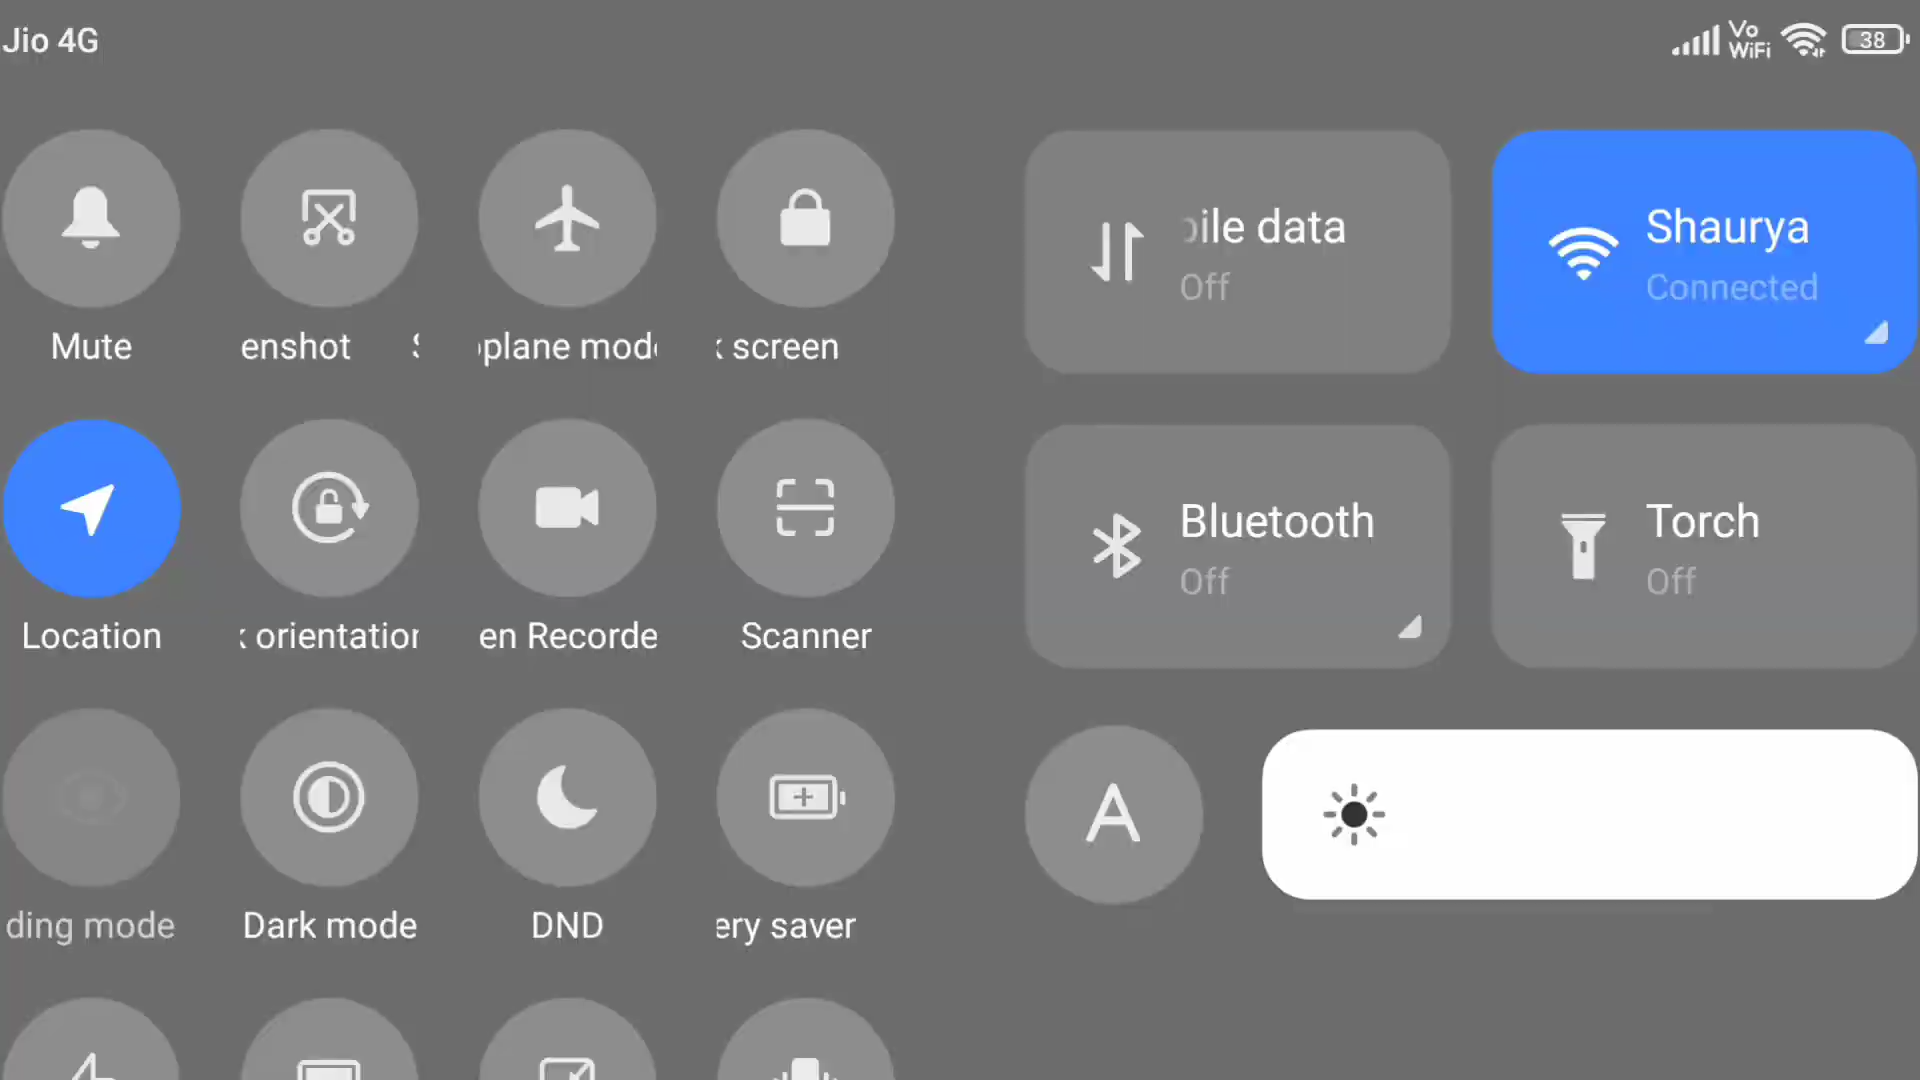 Jio 4G
Vo
WiFi
38
Mute
enshot
plane mod
screen
ile data
Off
Shaurya
Connected
Location
orientation
en Recorde
Scanner
Bluetooth
Off
Torch
Off
ding mode
Dark mode
DND
ery saver
A